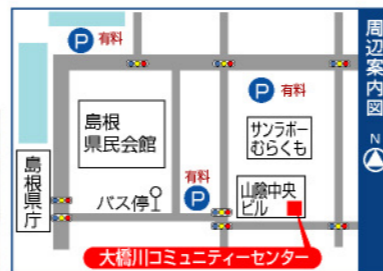 周辺案内図
N
P 有料
P 有料
島根
県民会館
サンラポー
むらくも
島根県庁
有料
P
バス停
山陰中央
ビル
大橋川コミュニティーセンター